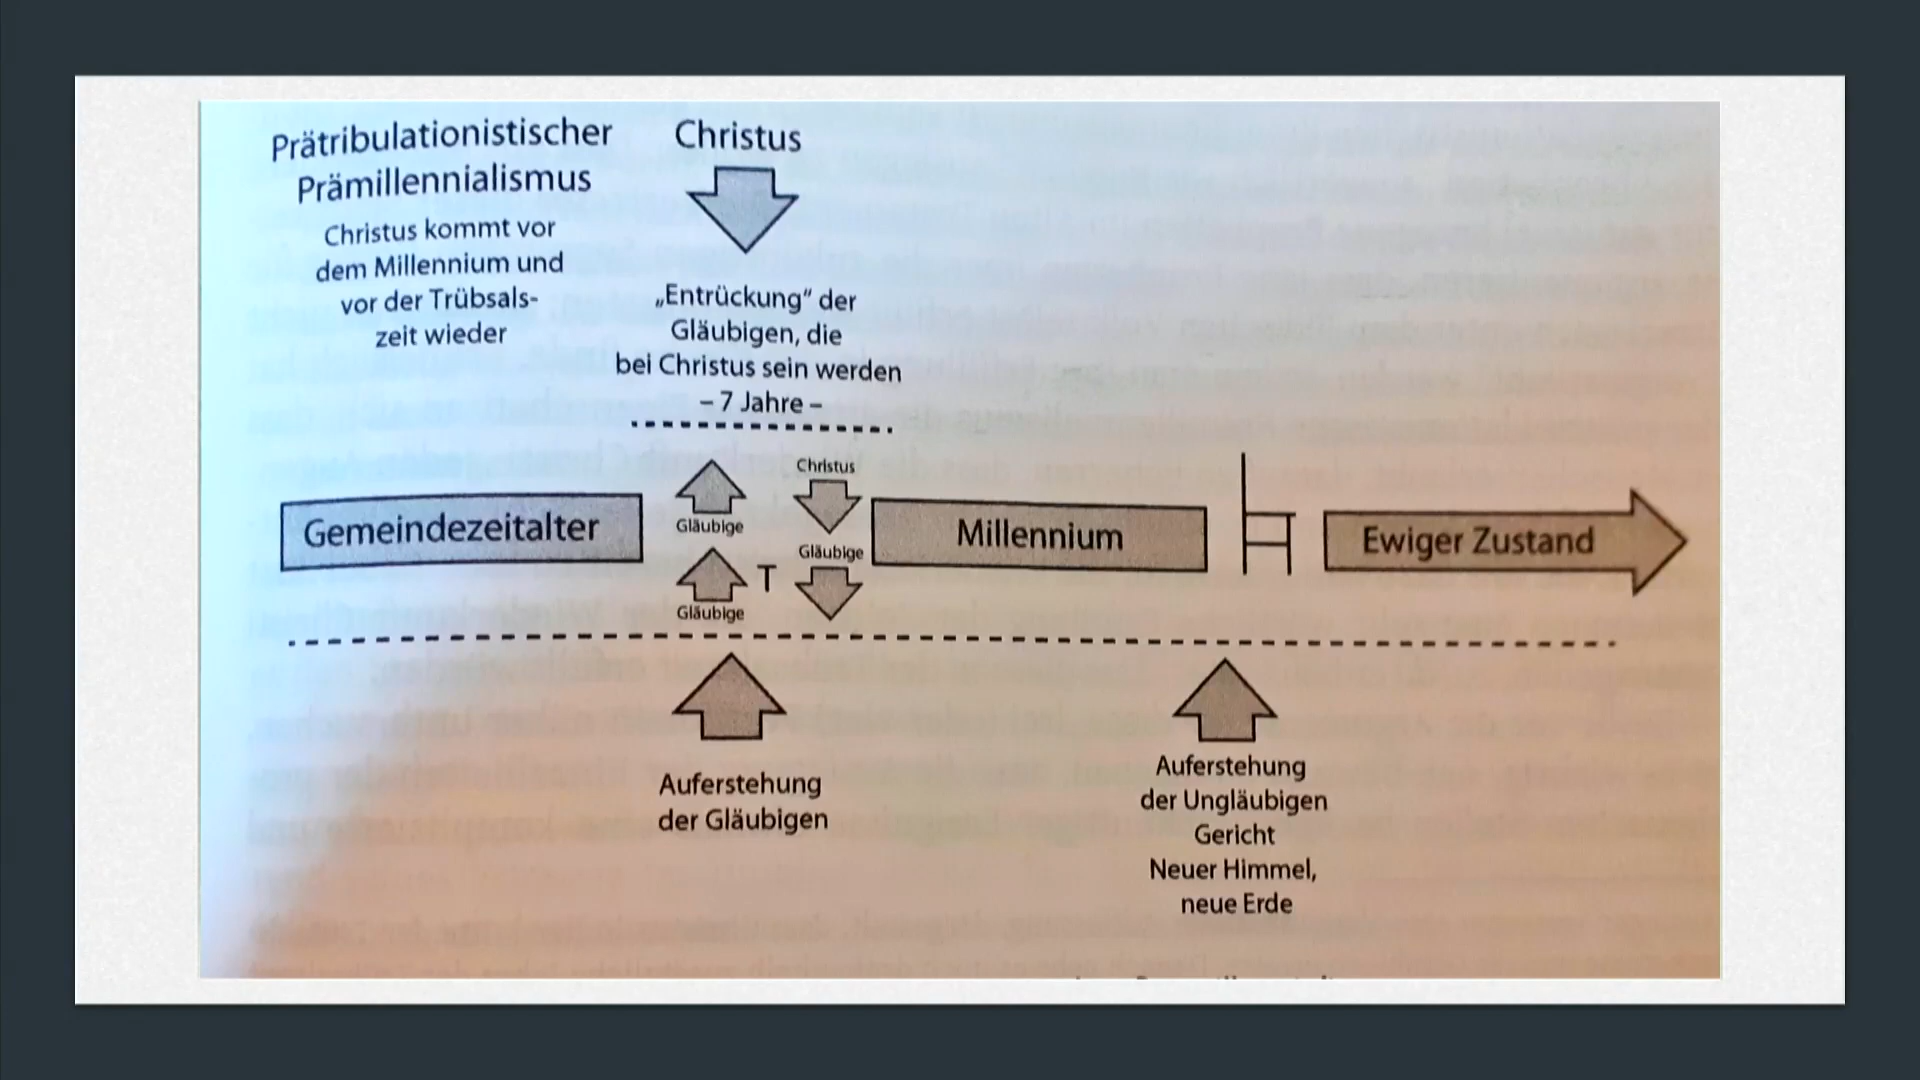 Prätribulationistischer
Prämillennialismus
Christus kommt vor
dem Millennium und
vor der Trübsals-
zeit wieder
Christus
„Entrückung“ der
Gläubigen, die
bei Christus sein werden
– 7 Jahre –
Gemeindezeitalter
Gläubige
Gläubige
T
Christus
Gläubige
Millennium
Ewiger Zustand
Auferstehung
der Gläubigen
Auferstehung
der Ungläubigen
Gericht
Neuer Himmel,
neue Erde